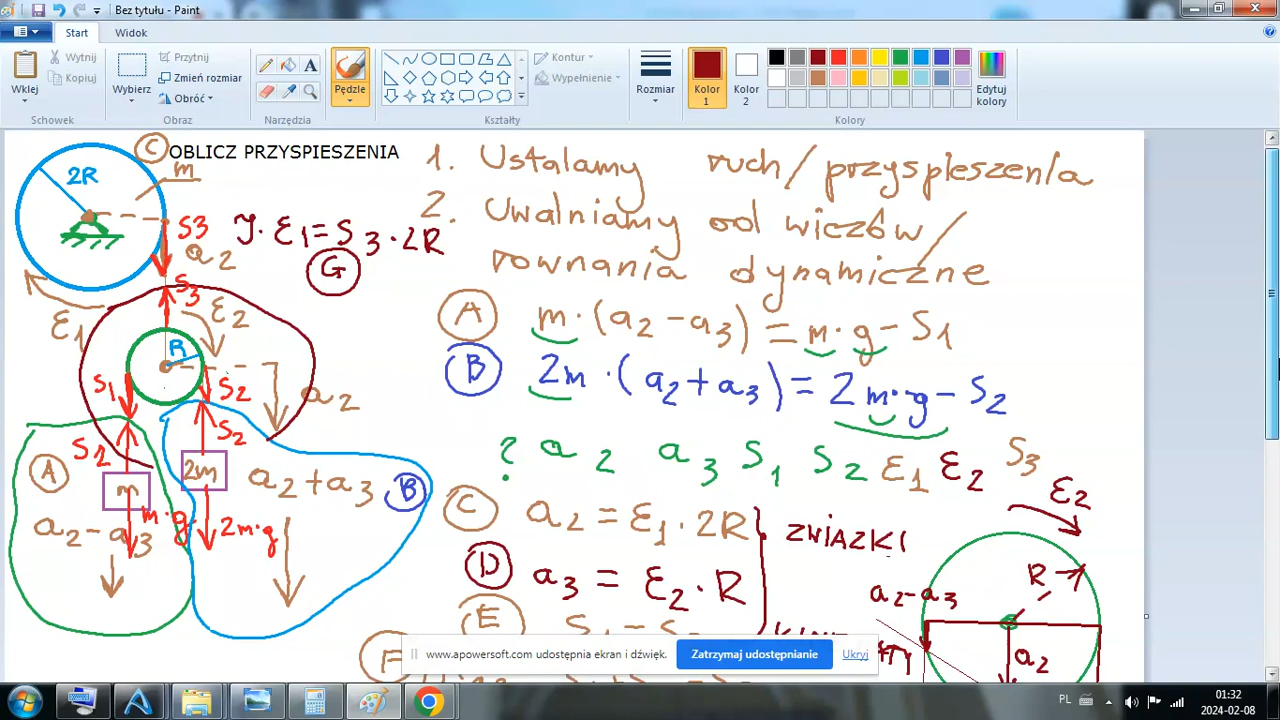 Bez tytułu - Paint
Start
Widok
Wklej
Wytnij
Kopiuj
Schowek
Wybierz
Przytnij
Zmień rozmiar
Obróć
Obraz
Narzędzia
Pędzle
Kształty
Kontur
Wypełnienie
Rozmiar
Kolor 1
Kolor 2
Edytuj kolory
Kolory
C
OBLICZ PRZYSPIESZENIA
m
2R
S3
a2
J·ε1=S3·2R
G
ε1
S3
ε2
R
S1
S2
a2
S2
S2
A
m
2m
m·g
2m·g
a2-a3
a2+a3
B
1. Ustalamy ruch/przyspieszenia
2. Uwalniamy od wiezów/
rownania dynamiczne
A m·(a2-a3)=m·g-S1
B 2m·(a2+a3)=2m·g-S2
? a2 a3 S1 S2 ε1 ε2 S3
C a2=ε1·2R
ZWIAZKI
D a3=ε2·R
E
F
ε2
R
a2-a3
a2
www.apowersoft.com udostępnia ekran i dźwięk.
Zatrzymaj udostępnianie
Ukryj
PL
01:32
2024-02-08